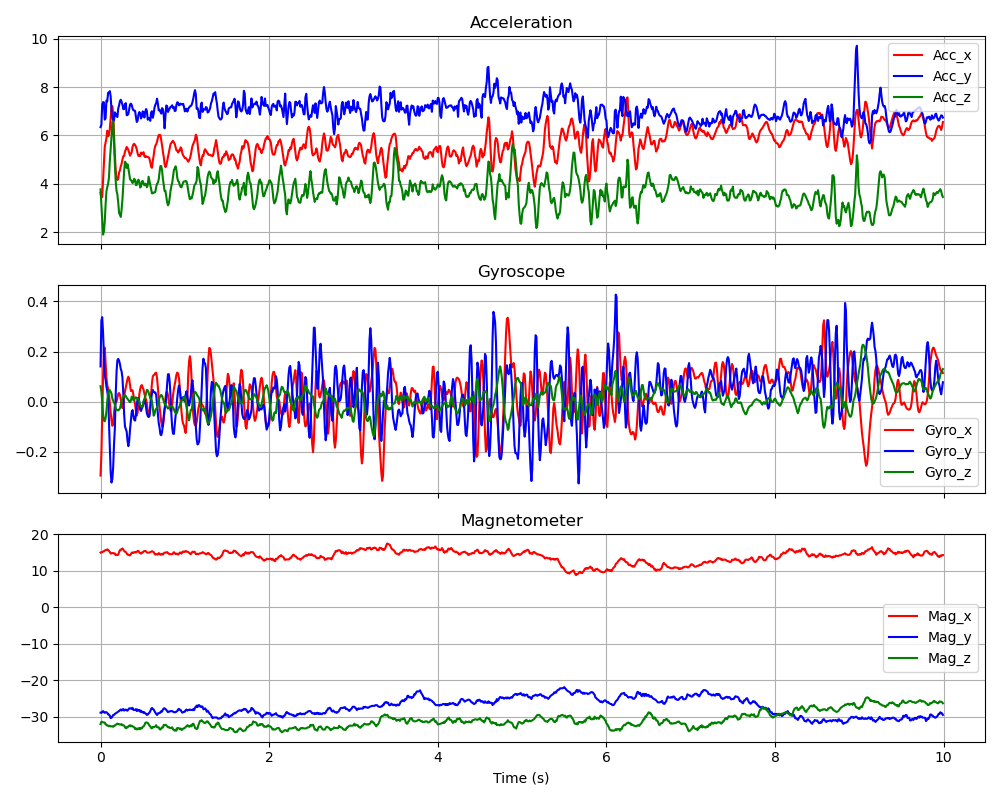 Acceleration
10
8
6
4
2
Acc_x
Acc_y
Acc_z
Gyroscope
0.4
0.2
0.0
−0.2
Gyro_x
Gyro_y
Gyro_z
Magnetometer
20
10
0
−10
−20
−30
Mag_x
Mag_y
Mag_z
0 2 4 6 8 10
Time (s)